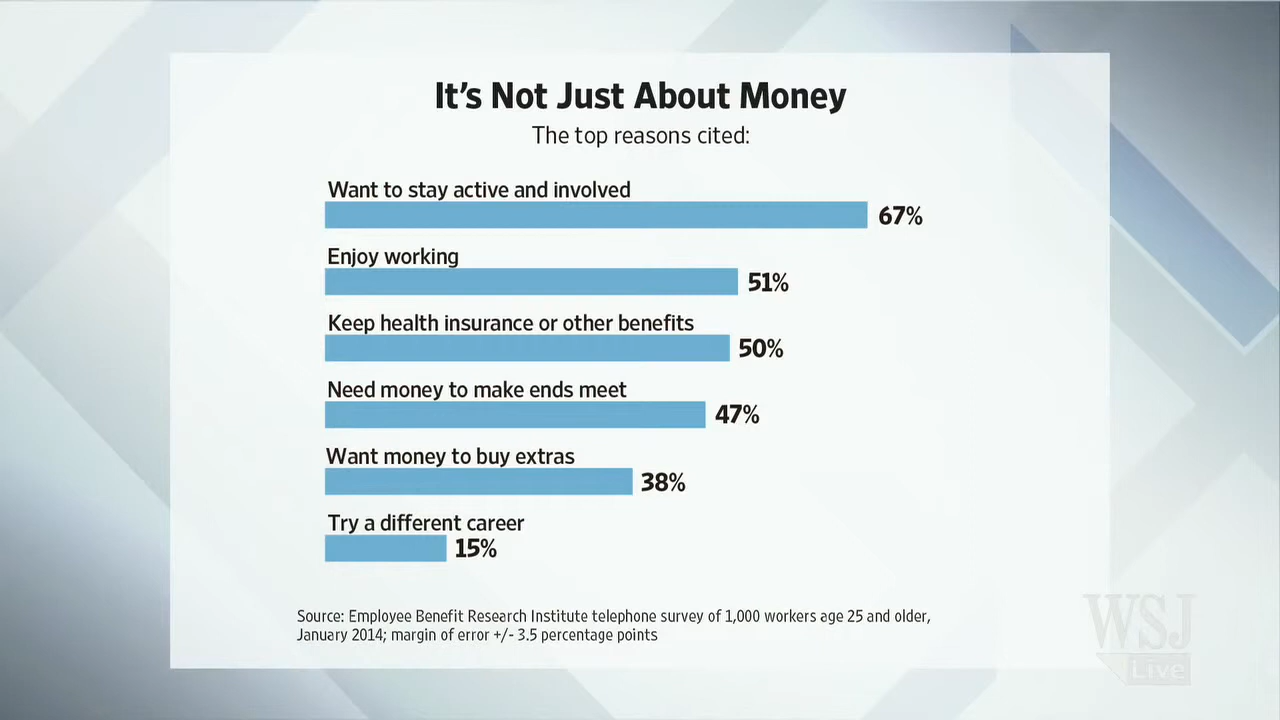 It's Not Just About Money
The top reasons cited:
Want to stay active and involved
67%
Enjoy working
51%
Keep health insurance or other benefits
50%
Need money to make ends meet
47%
Want money to buy extras
38%
Try a different career
15%
Source: Employee Benefit Research Institute telephone survey of 1,000 workers age 25 and older,
January 2014; margin of error +/- 3.5 percentage points
WSJ
Live